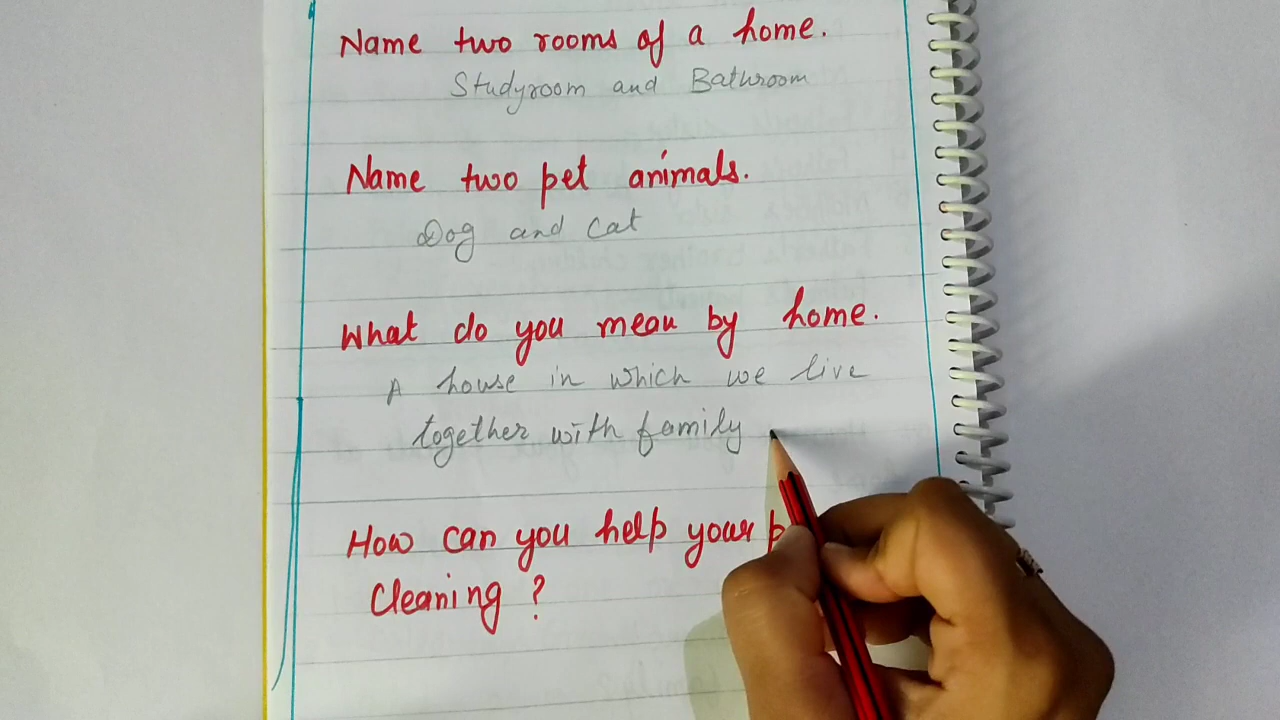 Name two rooms of a home.
Studyroom and Bathroom
Name two pet animals.
Dog and Cat
What do you mean by home.
A house in which we live
together with family
How can you help your
Cleaning ?